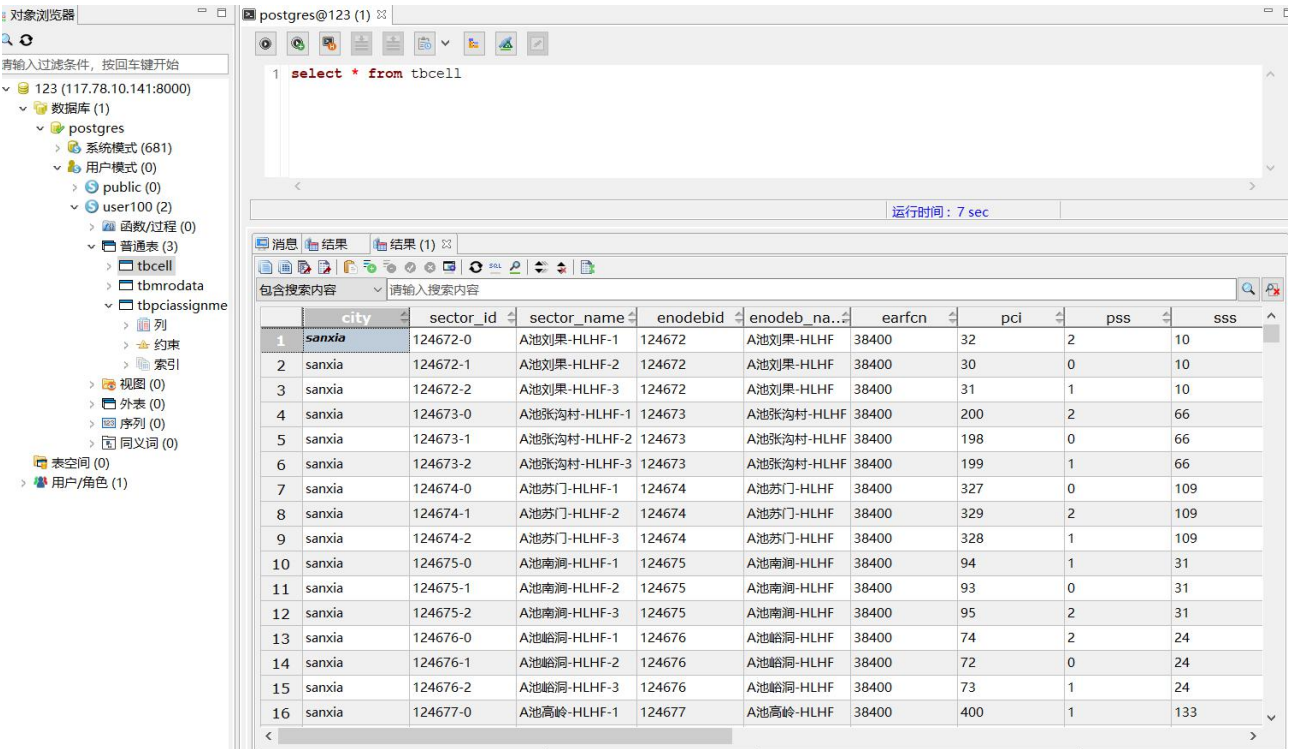 对象浏览器
请输入过滤条件，按回车键开始
123 (117.78.10.141:8000)
数据库 (1)
postgres
系统模式 (681)
用户模式 (0)
public (0)
user100 (2)
函数/过程 (0)
普通表 (3)
tbcell
tbmrodata
tbpciassignme
列
约束
索引
视图 (0)
外表 (0)
序列 (0)
同义词 (0)
表空间 (0)
用户/角色 (1)
postgres@123 (1)
1 select * from tbcell
运行时间 : 7 sec
消息 结果 结果 (1)
包含搜索内容 请输入搜索内容
city sector_id sector_name enodebid enodeb_na... earfcn pci pss sss
1 sanxia 124672-0 A池刘果-HLHF-1 124672 A池刘果-HLHF 38400 32 2 10
2 sanxia 124672-1 A池刘果-HLHF-2 124672 A池刘果-HLHF 38400 30 0 10
3 sanxia 124672-2 A池刘果-HLHF-3 124672 A池刘果-HLHF 38400 31 1 10
4 sanxia 124673-0 A池张沟村-HLHF-1 124673 A池张沟村-HLHF 38400 200 2 66
5 sanxia 124673-1 A池张沟村-HLHF-2 124673 A池张沟村-HLHF 38400 198 0 66
6 sanxia 124673-2 A池张沟村-HLHF-3 124673 A池张沟村-HLHF 38400 199 1 66
7 sanxia 124674-0 A池苏门-HLHF-1 124674 A池苏门-HLHF 38400 327 0 109
8 sanxia 124674-1 A池苏门-HLHF-2 124674 A池苏门-HLHF 38400 329 2 109
9 sanxia 124674-2 A池苏门-HLHF-3 124674 A池苏门-HLHF 38400 328 1 109
10 sanxia 124675-0 A池南涧-HLHF-1 124675 A池南涧-HLHF 38400 94 1 31
11 sanxia 124675-1 A池南涧-HLHF-2 124675 A池南涧-HLHF 38400 93 0 31
12 sanxia 124675-2 A池南涧-HLHF-3 124675 A池南涧-HLHF 38400 95 2 31
13 sanxia 124676-0 A池峪洞-HLHF-1 124676 A池峪洞-HLHF 38400 74 2 24
14 sanxia 124676-1 A池峪洞-HLHF-2 124676 A池峪洞-HLHF 38400 72 0 24
15 sanxia 124676-2 A池峪洞-HLHF-3 124676 A池峪洞-HLHF 38400 73 1 24
16 sanxia 124677-0 A池高岭-HLHF-1 124677 A池高岭-HLHF 38400 400 1 133